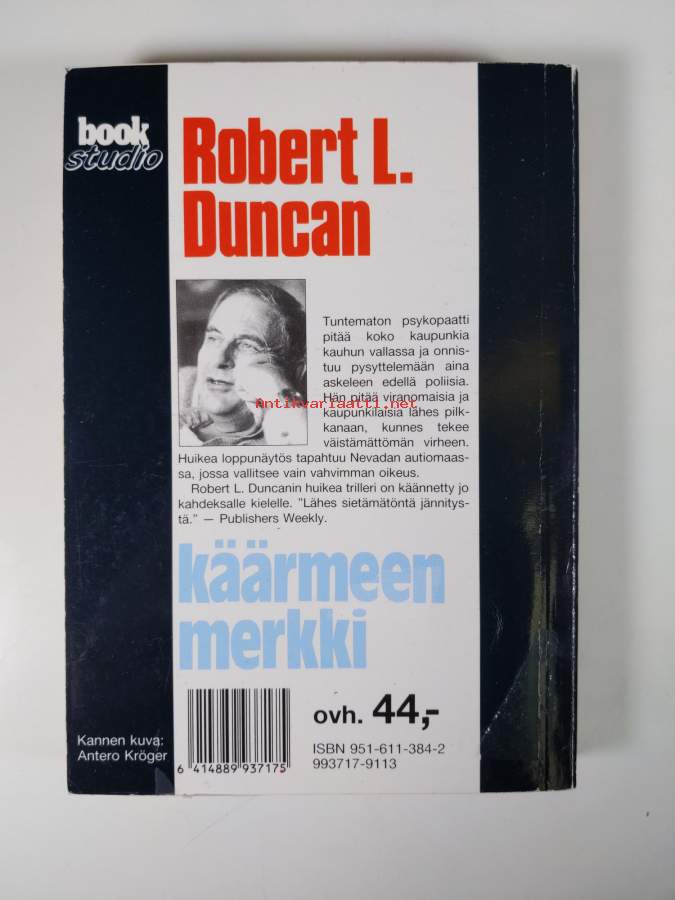 book
studio
Robert L.
Duncan
Tuntematon psykopaatti
pitää koko kaupunkia
kauhun vallassa ja onnis-
tuu pysyttelemään aina
askeleen edellä poliisia.
Hän pitää viranomaisia ja
kaupunkilaisia lähes pilk-
kanaan, kunnes tekee
väistämättömän virheen.
Huikea loppunäytös tapahtuu Nevadan autiomaas-
sa, jossa vallitsee vain vahvimman oikeus.
Robert L. Duncanin huikea trilleri on käännetty jo
kahdeksalle kielelle. "Lähes sietämätöntä jännitys-
tä." — Publishers Weekly.
Antikvariaatti.net
käärmeen
merkki
ovh. 44,-
ISBN 951-611-384-2
993717-9113
6 414889 937175
Kannen kuva:
Antero Kröger